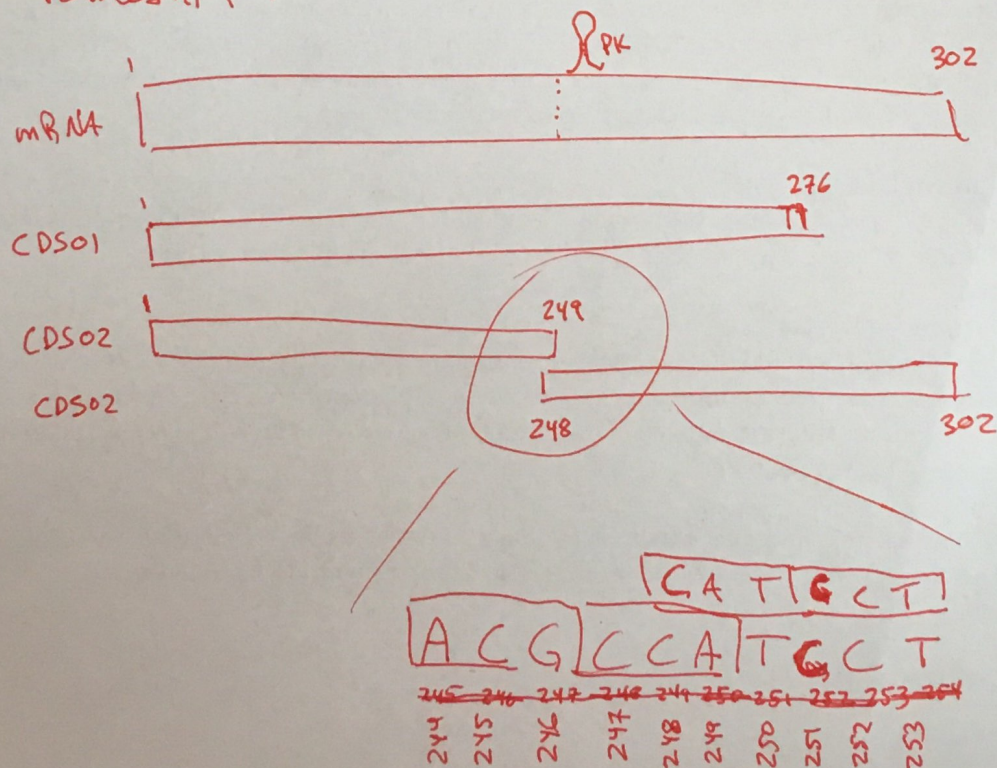 PK
1 302
mRNA
1 276
CDS01
1 249
CDS02
CDS02
248 302
C A T G C T
A C G C C A T G C T
245 246 247 248 249 250 251 252 253 254
244 245 246 247 248 249 250 251 252 253